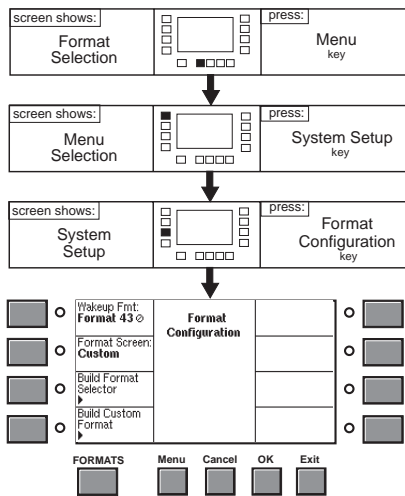 screen shows:
Format
Selection
press:
Menu
key
screen shows:
Menu
Selection
press:
System Setup
key
screen shows:
System
Setup
press:
Format
Configuration
key
Wakeup Fmt:
Format 43 ⊘
Format Screen:
Custom
Build Format
Selector
▶
Build Custom
Format
▶
Format
Configuration
FORMATS
Menu
Cancel
OK
Exit